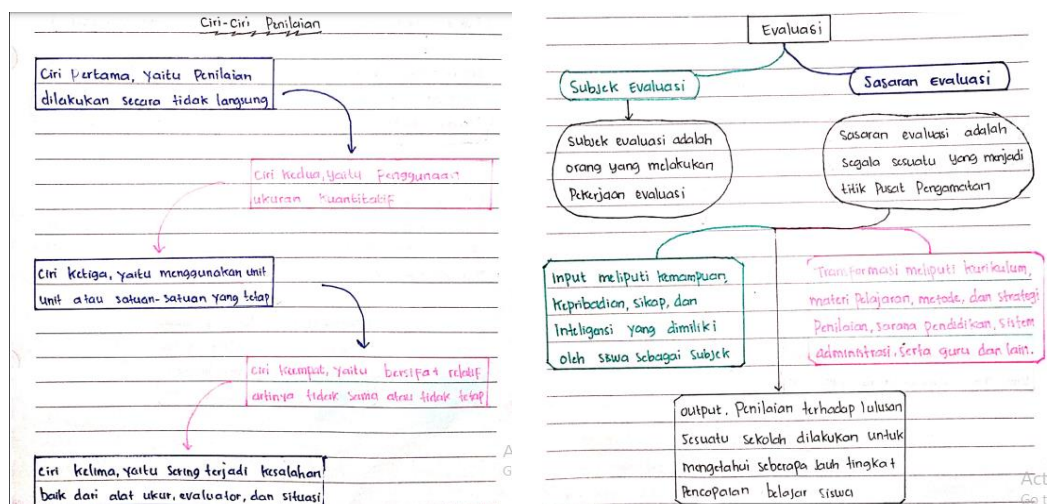 Ciri-Ciri Penilaian
Ciri Pertama, Yaitu Penilaian
dilakukan secara tidak langsung
Ciri Kedua, Yaitu Penggunaan
ukuran Kuantitatif
Ciri Ketiga, Yaitu menggunakan unit
unit atau satuan-satuan yang tetap
Ciri Keempat, Yaitu bersifat relatif
artinya tidak sama atau tidak tetap
Ciri Kelima, Yaitu sering terjadi kesalahan
baik dari alat ukur, evaluator, dan situasi
Evaluasi
Subjek Evaluasi
Sasaran Evaluasi
Subjek evaluasi adalah
orang yang melakukan
Pekerjaan evaluasi
Sasaran evaluasi adalah
segala sesuatu yang menjadi
titik Pusat Pengamatan
Input meliputi kemampuan,
Kepribadian, sikap, dan
Inteligensi yang dimiliki
oleh siswa sebagai subjek
Transformasi meliputi kurikulum,
materi Pelajaran, metode, dan strategi
Penilaian, sarana pendidikan, sistem
administrasi, serta guru dan lain.
output, Penilaian terhadap lulusan
Sesuatu sekolah dilakukan untuk
mengetahui seberapa jauh tingkat
Pencapaian belajar siswa